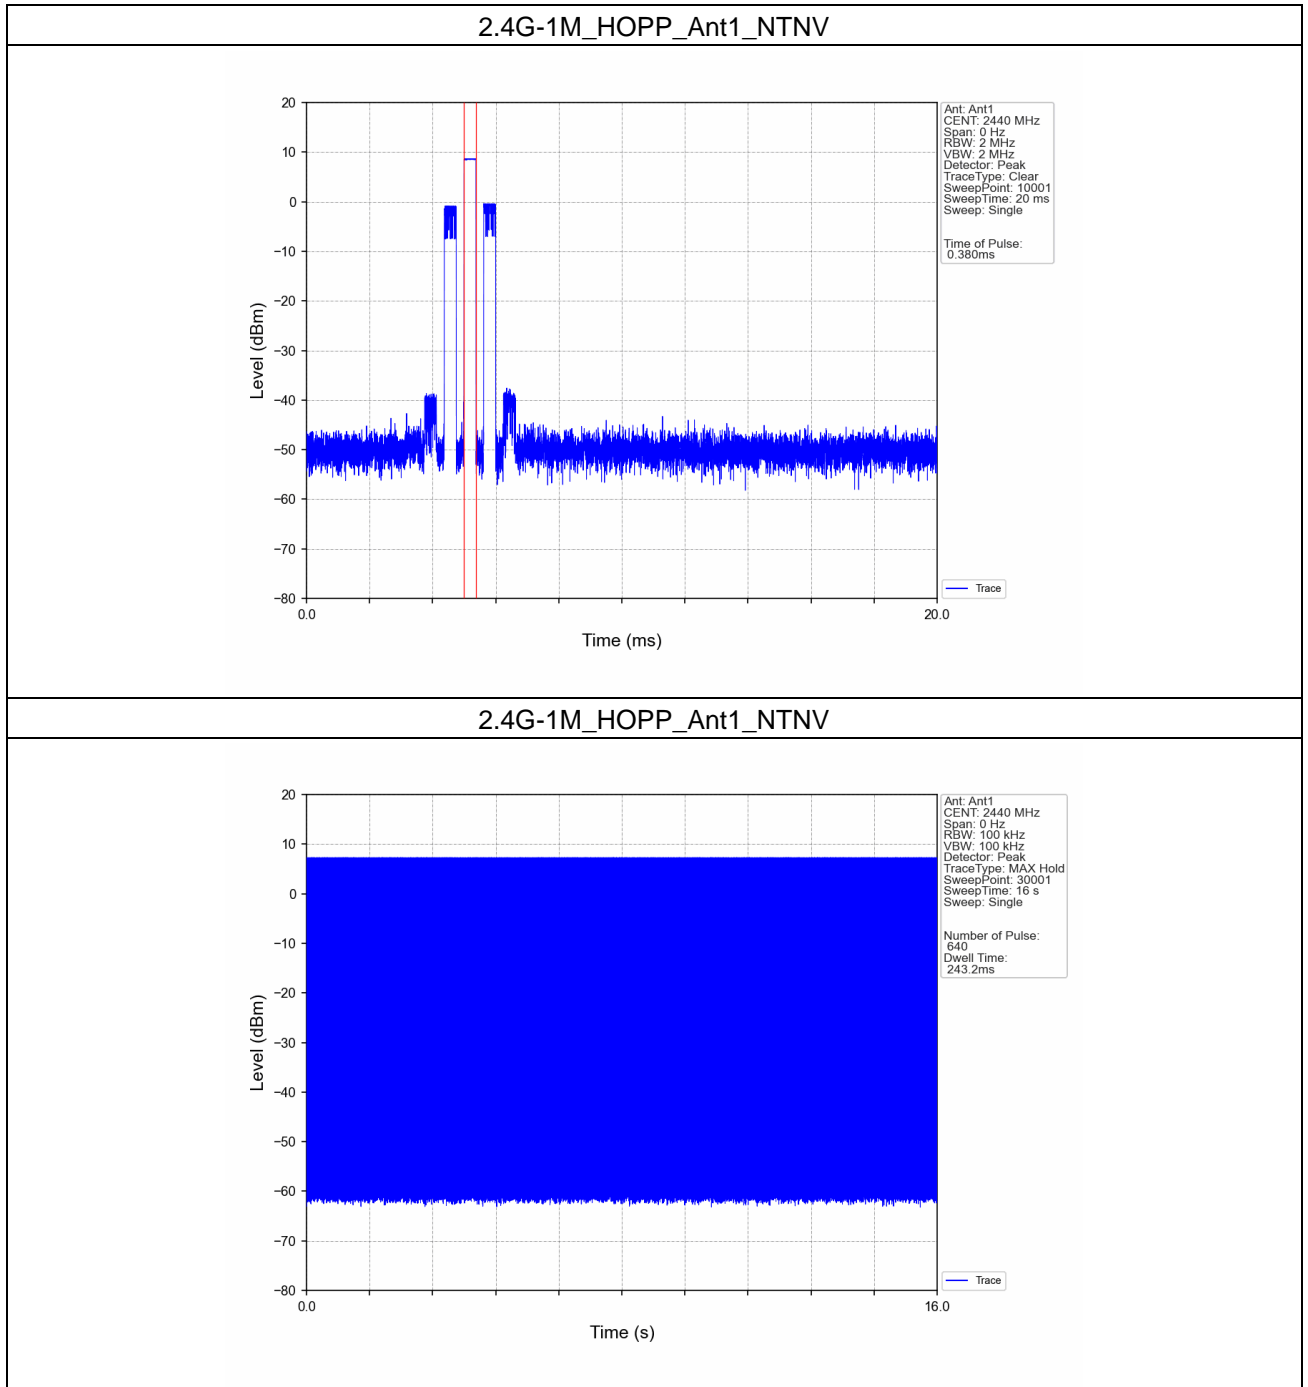 2.4G-1M_HOPP_Ant1_NTNV
20
10
0
−10
−20
−30
−40
−50
−60
−70
−80
Level (dBm)
0.0
20.0
Time (ms)
Ant: Ant1
CENT: 2440 MHz
Span: 0 Hz
RBW: 2 MHz
VBW: 2 MHz
Detector: Peak
TraceType: Clear
SweepPoint: 10001
SweepTime: 20 ms
Sweep: Single
Time of Pulse:
0.380ms
Trace
2.4G-1M_HOPP_Ant1_NTNV
20
10
0
−10
−20
−30
−40
−50
−60
−70
−80
Level (dBm)
0.0
16.0
Time (s)
Ant: Ant1
CENT: 2440 MHz
Span: 0 Hz
RBW: 100 kHz
VBW: 100 kHz
Detector: Peak
TraceType: MAX Hold
SweepPoint: 30001
SweepTime: 16 s
Sweep: Single
Number of Pulse:
640
Dwell Time:
243.2ms
Trace